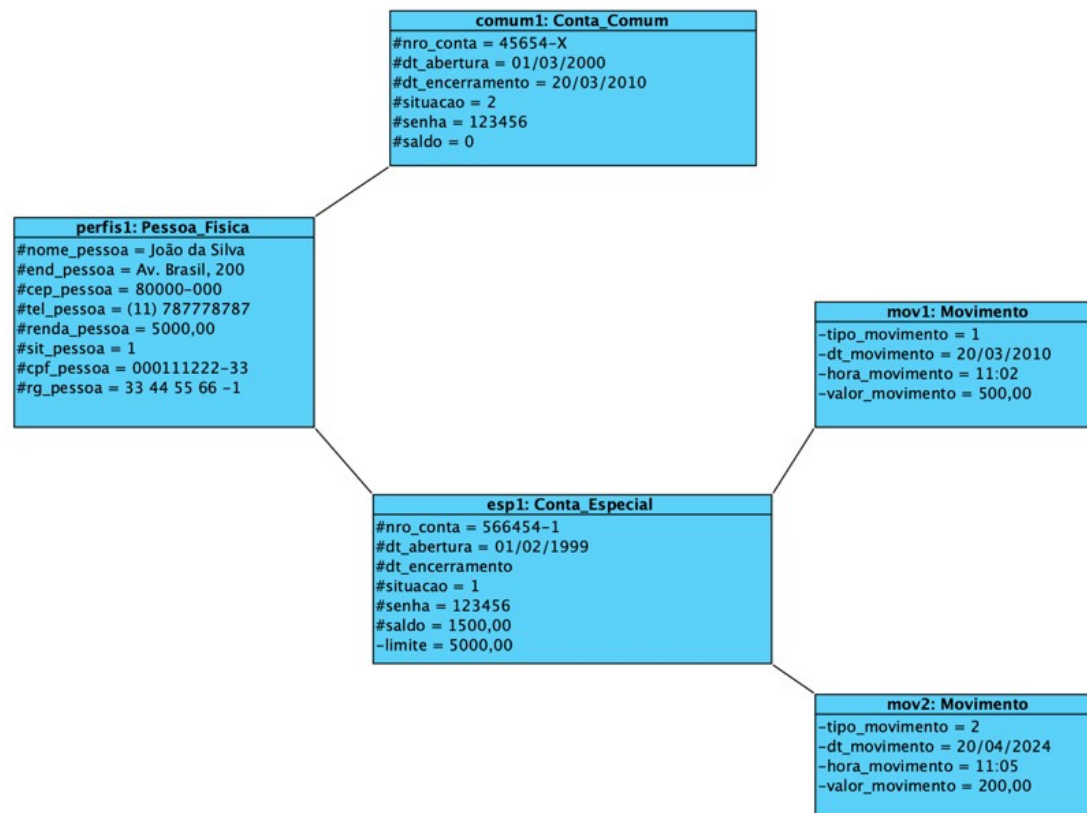 comum1: Conta_Comum
#nro_conta = 45654-X
#dt_abertura = 01/03/2000
#dt_encerramento = 20/03/2010
#situacao = 2
#senha = 123456
#saldo = 0
perfis1: Pessoa_Fisica
#nome_pessoa = João da Silva
#end_pessoa = Av. Brasil, 200
#cep_pessoa = 80000-000
#tel_pessoa = (11) 787778787
#renda_pessoa = 5000,00
#sit_pessoa = 1
#cpf_pessoa = 000111222-33
#rg_pessoa = 33 44 55 66 -1
mov1: Movimento
-tipo_movimento = 1
-dt_movimento = 20/03/2010
-hora_movimento = 11:02
-valor_movimento = 500,00
esp1: Conta_Especial
#nro_conta = 566454-1
#dt_abertura = 01/02/1999
#dt_encerramento
#situacao = 1
#senha = 123456
#saldo = 1500,00
-limite = 5000,00
mov2: Movimento
-tipo_movimento = 2
-dt_movimento = 20/04/2024
-hora_movimento = 11:05
-valor_movimento = 200,00